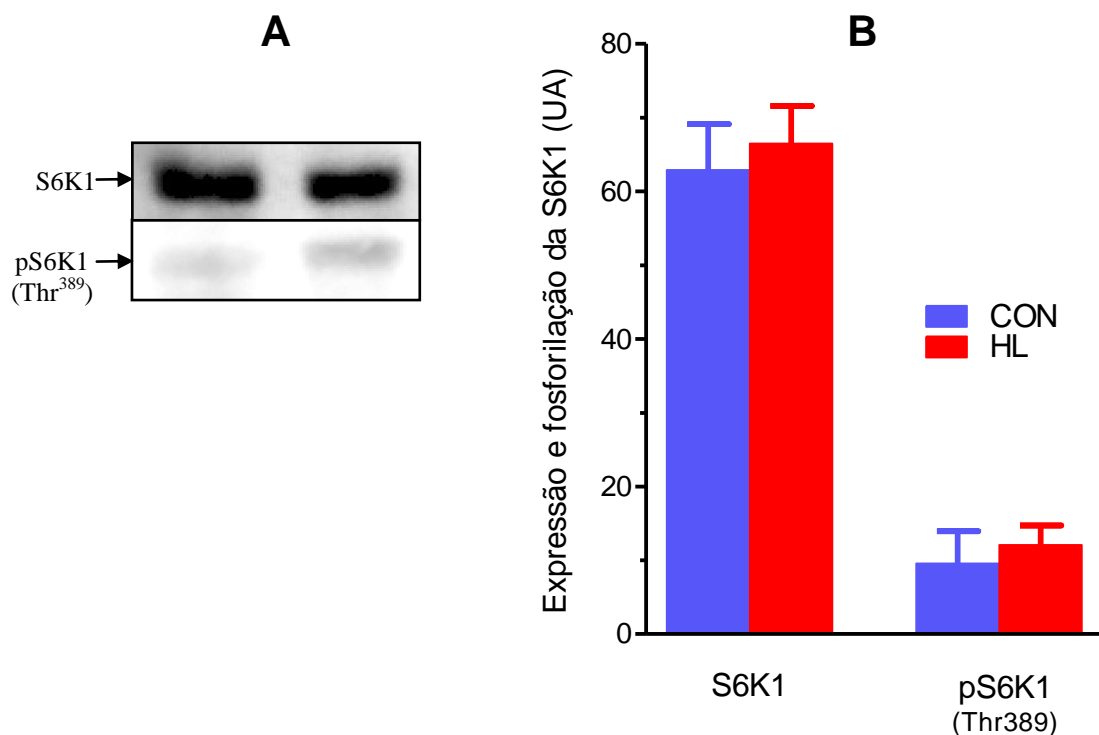 A
S6K1
pS6K1
(Thr³⁸⁹)
B
Expressão e fosforilação da S6K1 (UA)
80
60
40
20
0
CON
HL
S6K1
pS6K1
(Thr389)